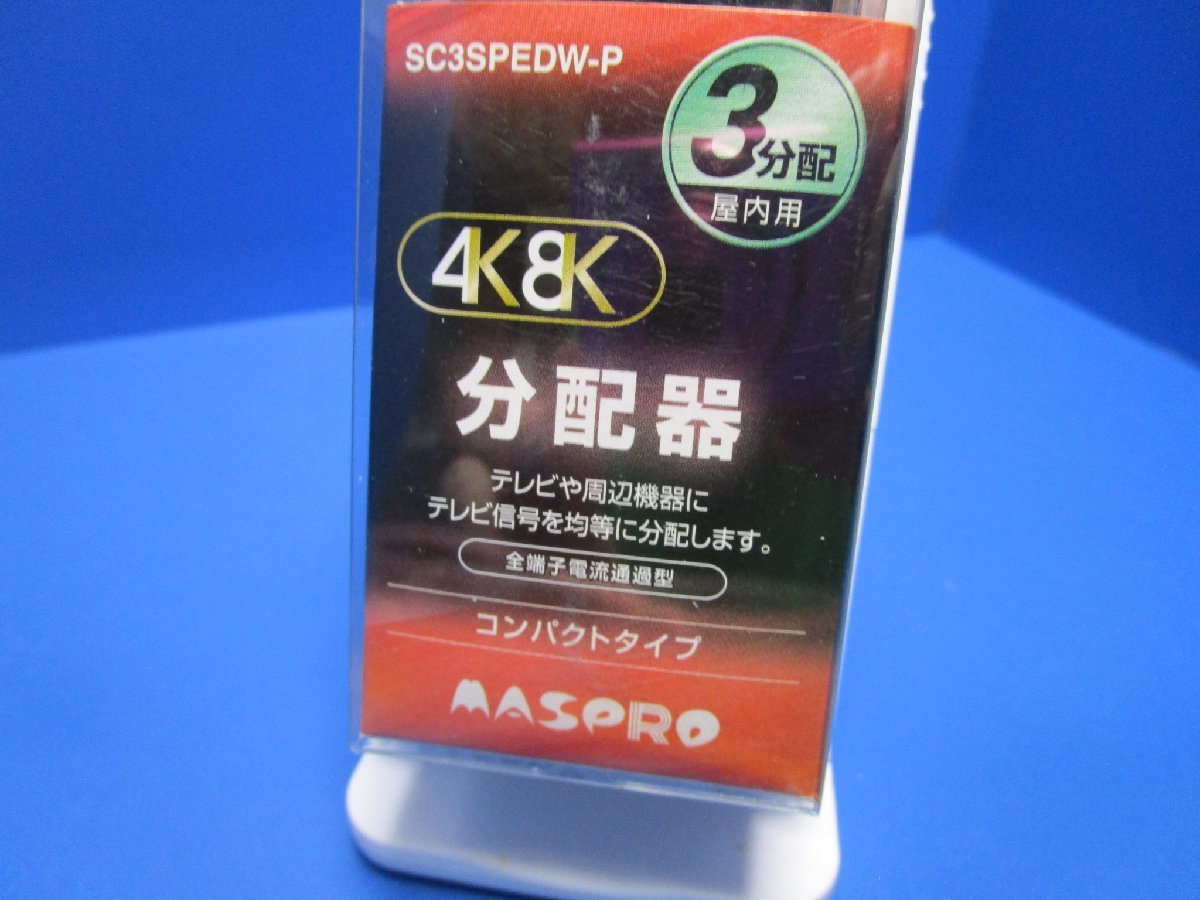 SC3SPEDW-P
3分配
屋内用
4K8K
分配器
テレビや周辺機器に
テレビ信号を均等に分配します。
全端子電流通過型
コンパクトタイプ
MASPRO